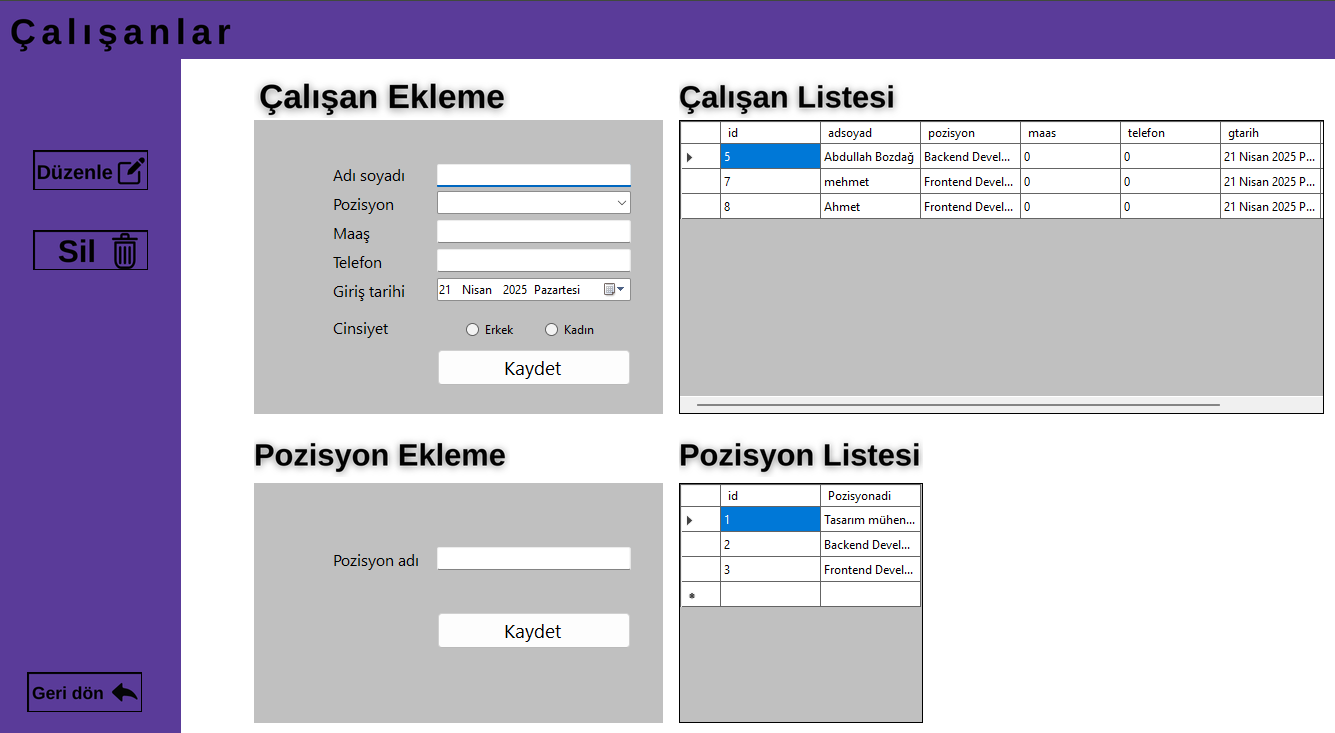 Çalışanlar
Düzenle
Sil
Geri dön
Çalışan Ekleme
Adı soyadı
Pozisyon
Maaş
Telefon
Giriş tarihi 21 Nisan 2025 Pazartesi
Cinsiyet Erkek Kadın
Kaydet
Çalışan Listesi
id adsoyad pozisyon maas telefon gtarih
5 Abdullah Bozdağ Backend Devel... 0 0 21 Nisan 2025 P...
7 mehmet Frontend Devel... 0 0 21 Nisan 2025 P...
8 Ahmet Frontend Devel... 0 0 21 Nisan 2025 P...
Pozisyon Ekleme
Pozisyon adı
Kaydet
Pozisyon Listesi
id Pozisyonadi
1 Tasarım mühen...
2 Backend Devel...
3 Frontend Devel...